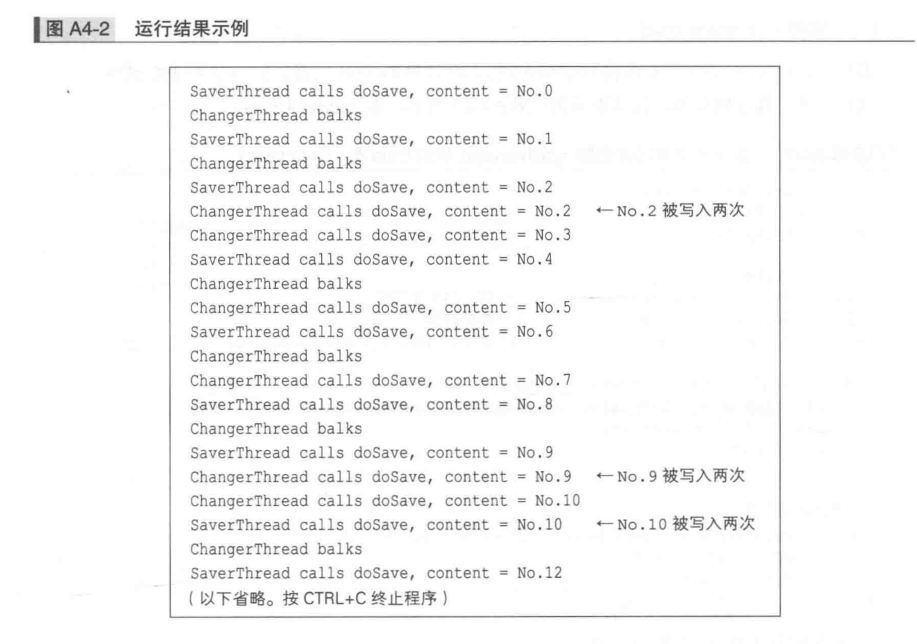 图 A4-2 运行结果示例
SaverThread calls doSave, content = No.0
ChangerThread balks
SaverThread calls doSave, content = No.1
ChangerThread balks
SaverThread calls doSave, content = No.2
ChangerThread calls doSave, content = No.2 ←No.2 被写入两次
ChangerThread calls doSave, content = No.3
SaverThread calls doSave, content = No.4
ChangerThread balks
ChangerThread calls doSave, content = No.5
SaverThread calls doSave, content = No.6
ChangerThread balks
ChangerThread calls doSave, content = No.7
SaverThread calls doSave, content = No.8
ChangerThread balks
SaverThread calls doSave, content = No.9
ChangerThread calls doSave, content = No.9 ←No.9 被写入两次
ChangerThread calls doSave, content = No.10
SaverThread calls doSave, content = No.10 ←No.10 被写入两次
ChangerThread balks
SaverThread calls doSave, content = No.12
(以下省略。按 CTRL+C 终止程序)